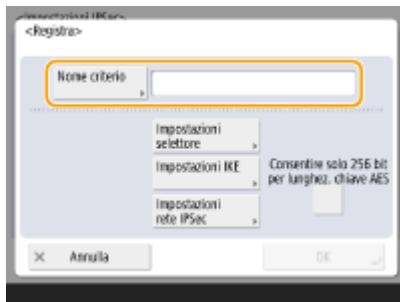 <Impostazioni IPSec>
<Registra>
Nome criterio
Impostazioni
selettore
Impostazioni IKE
Consentire solo 256 bit
per lunghez. chiave AES
Impostazioni
rete IPSec
× Annulla
OK